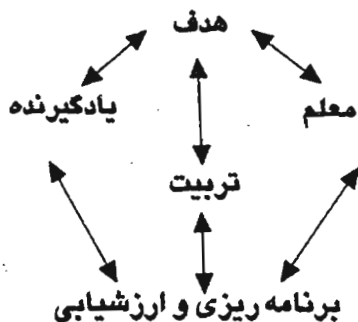 هدف
معلم
یادگیرنده
تربیت
برنامه ریزی و ارزشیابی